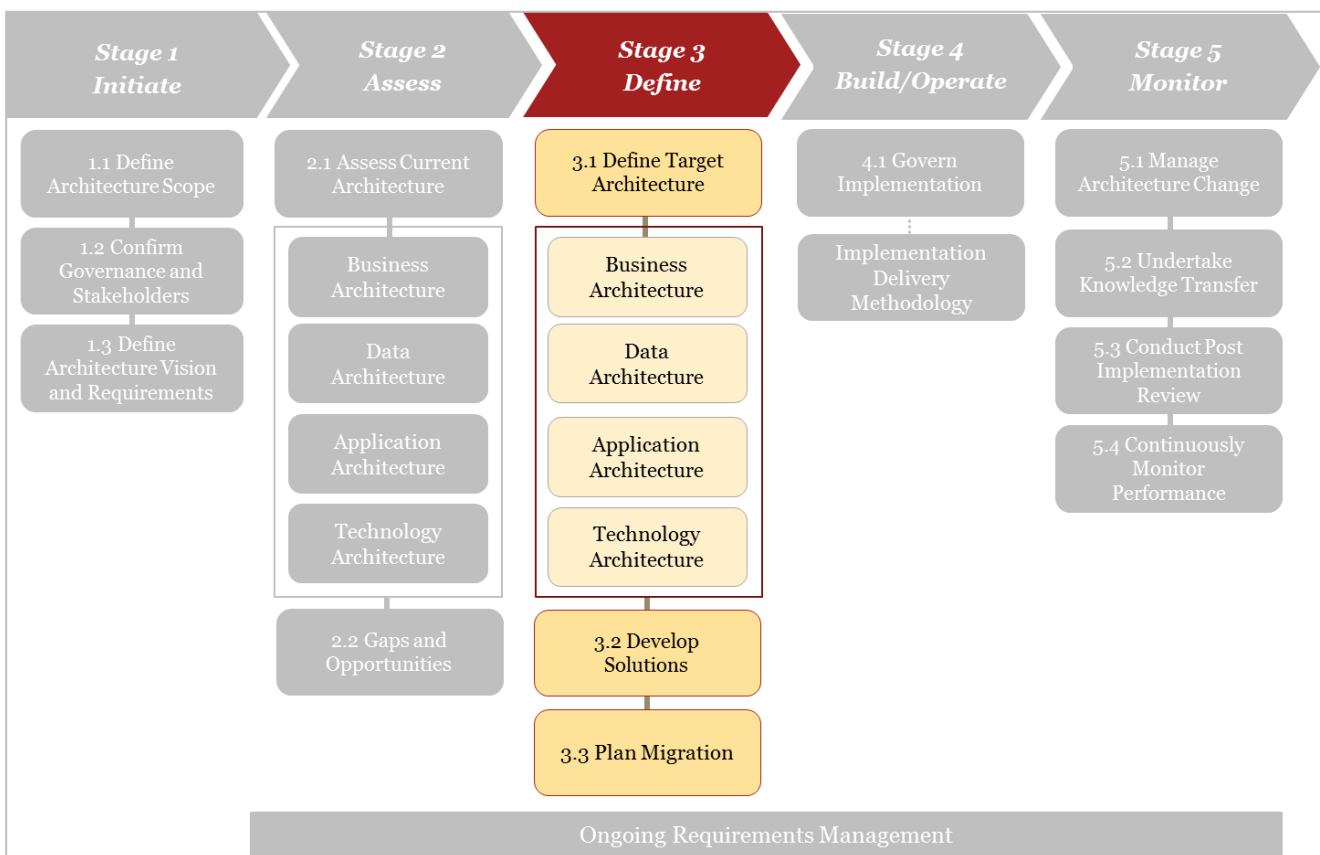 Stage 1
Initiate
Stage 2
Assess
Stage 3
Define
Stage 4
Build/Operate
Stage 5
Monitor
1.1 Define
Architecture Scope
1.2 Confirm
Governance and
Stakeholders
1.3 Define
Architecture Vision
and Requirements
2.1 Assess Current
Architecture
Business
Architecture
Data
Architecture
Application
Architecture
Technology
Architecture
2.2 Gaps and
Opportunities
3.1 Define Target
Architecture
Business
Architecture
Data
Architecture
Application
Architecture
Technology
Architecture
3.2 Develop
Solutions
3.3 Plan Migration
4.1 Govern
Implementation
Implementation
Delivery
Methodology
5.1 Manage
Architecture Change
5.2 Undertake
Knowledge Transfer
5.3 Conduct Post
Implementation
Review
5.4 Continuously
Monitor
Performance
Ongoing Requirements Management